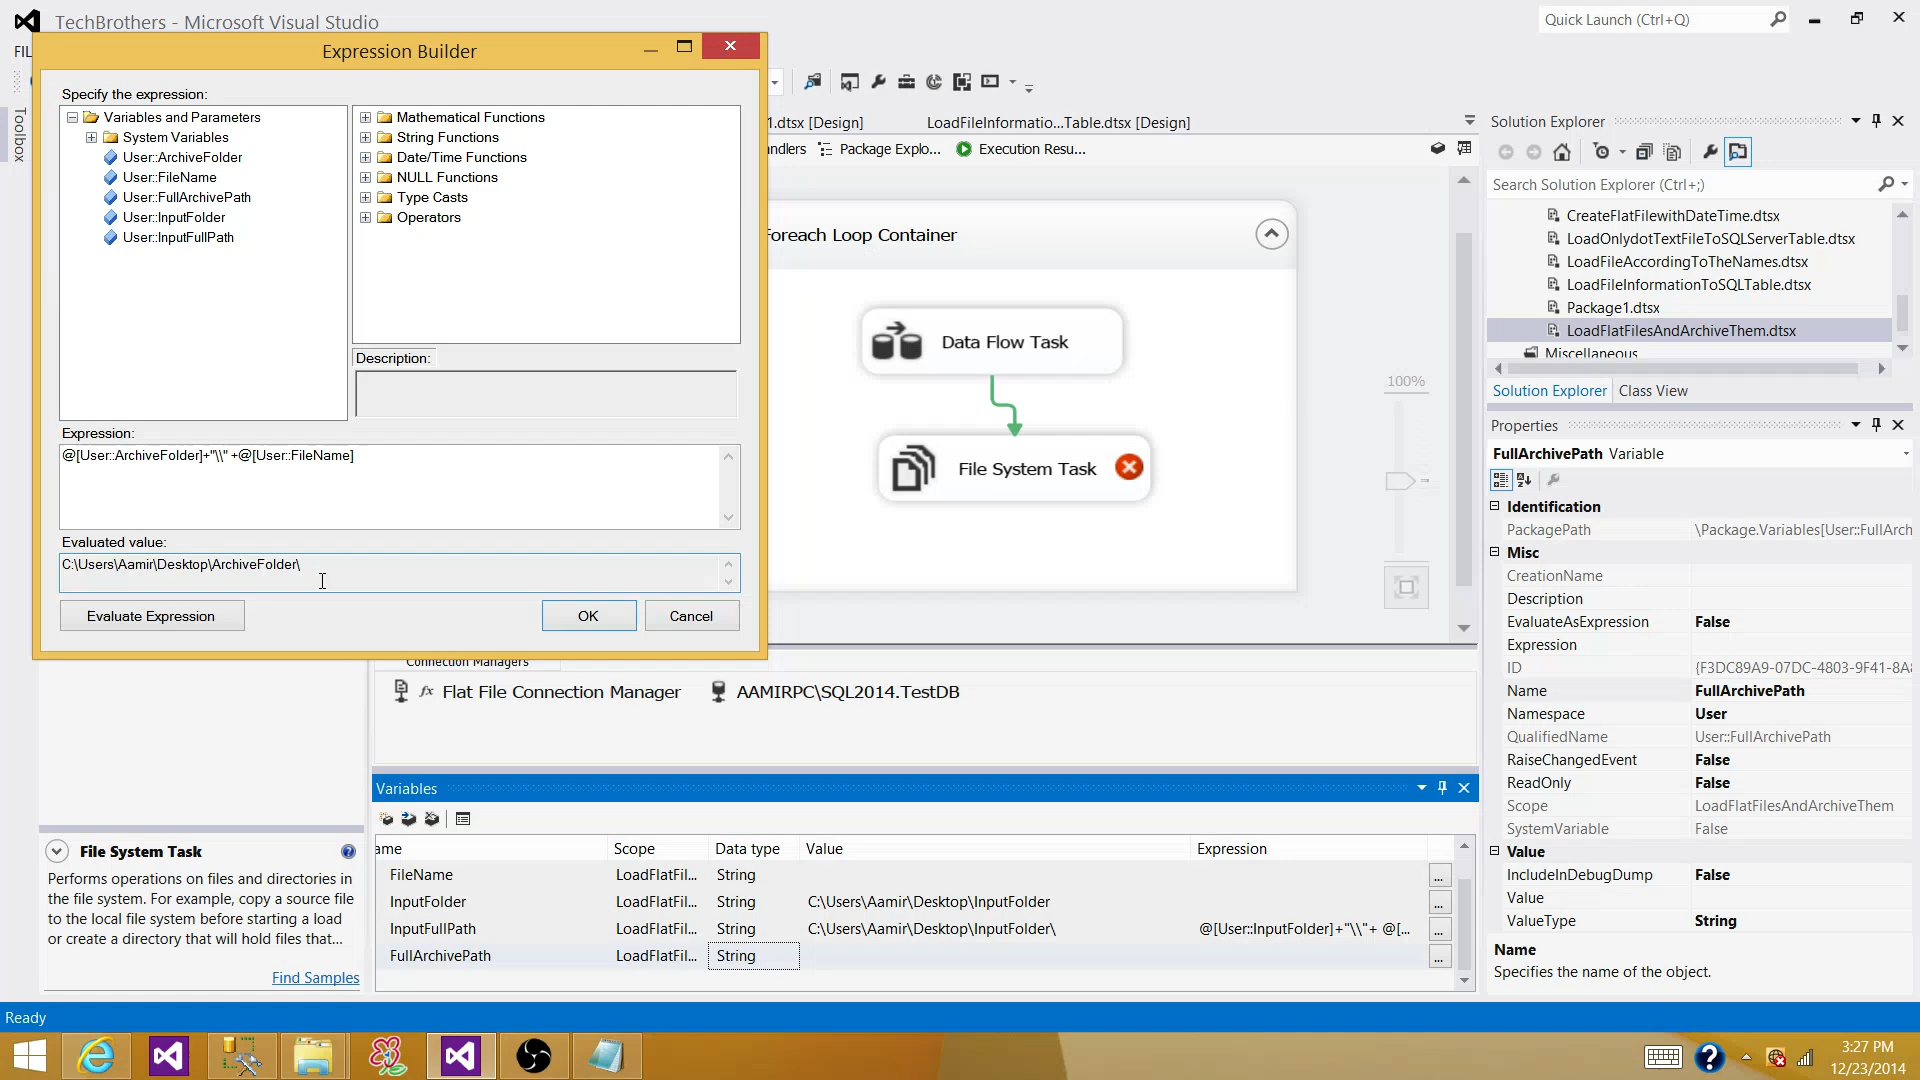 TechBrothers - Microsoft Visual Studio
Quick Launch (Ctrl+Q)
FIL
Expression Builder
Specify the expression:
Variables and Parameters
System Variables
User::ArchiveFolder
User::FileName
User::FullArchivePath
User::InputFolder
User::InputFullPath
Mathematical Functions
String Functions
Date/Time Functions
NULL Functions
Type Casts
Operators
Description:
Expression:
@[User::ArchiveFolder]+"\\" +@[User::FileName]
Evaluated value:
C:\Users\Aamir\Desktop\ArchiveFolder\
Evaluate Expression
OK
Cancel
Toolbox
1.dtsx [Design]
LoadFileInformatio...Table.dtsx [Design]
ndlers
Package Explo...
Execution Resu...
Foreach Loop Container
Data Flow Task
File System Task
100%
Connection Managers
Flat File Connection Manager
AAMIRPC\SQL2014.TestDB
Variables
ame
Scope
Data type
Value
Expression
FileName
LoadFlatFil...
String
InputFolder
LoadFlatFil...
String
C:\Users\Aamir\Desktop\InputFolder
InputFullPath
LoadFlatFil...
String
C:\Users\Aamir\Desktop\InputFolder\
@[User::InputFolder]+"\\"+ @[...
FullArchivePath
LoadFlatFil...
String
File System Task
Performs operations on files and directories in
the file system. For example, copy a source file
to the local file system before starting a load
or create a directory that will hold files that...
Find Samples
Solution Explorer
Search Solution Explorer (Ctrl+;)
CreateFlatFilewithDateTime.dtsx
LoadOnlydotTextFileToSQLServerTable.dtsx
LoadFileAccordingToTheNames.dtsx
LoadFileInformationToSQLTable.dtsx
Package1.dtsx
LoadFlatFilesAndArchiveThem.dtsx
Miscellaneous
Solution Explorer
Class View
Properties
FullArchivePath Variable
Identification
PackagePath
\Package.Variables[User::FullArch
Misc
CreationName
Description
EvaluateAsExpression
False
Expression
ID
{F3DC89A9-07DC-4803-9F41-8A8
Name
FullArchivePath
Namespace
User
QualifiedName
User::FullArchivePath
RaiseChangedEvent
False
ReadOnly
False
Scope
LoadFlatFilesAndArchiveThem
SystemVariable
False
Value
IncludeInDebugDump
False
Value
ValueType
String
Name
Specifies the name of the object.
Ready
3:27 PM
12/23/2014